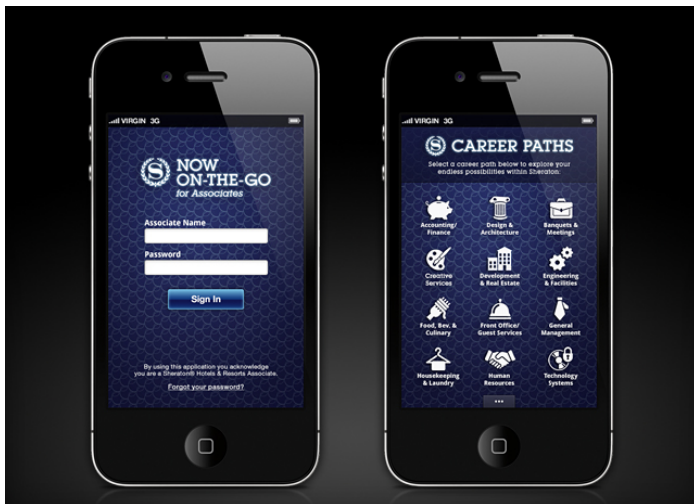 VIRGIN 3G
S
NOW
ON-THE-GO
for Associates
Associate Name
Password
Sign In
By using this application you acknowledge
you are a Sheraton® Hotels & Resorts Associate.
Forgot your password?
VIRGIN 3G
S CAREER PATHS
Select a career path below to explore your
endless possibilities within Sheraton:
Accounting/
Finance
Design &
Architecture
Banquets &
Meetings
Creative
Services
Development
& Real Estate
Engineering
& Facilities
Food, Bev, &
Culinary
Front Office/
Guest Services
General
Management
Housekeeping
& Laundry
Human
Resources
Technology
Systems
...